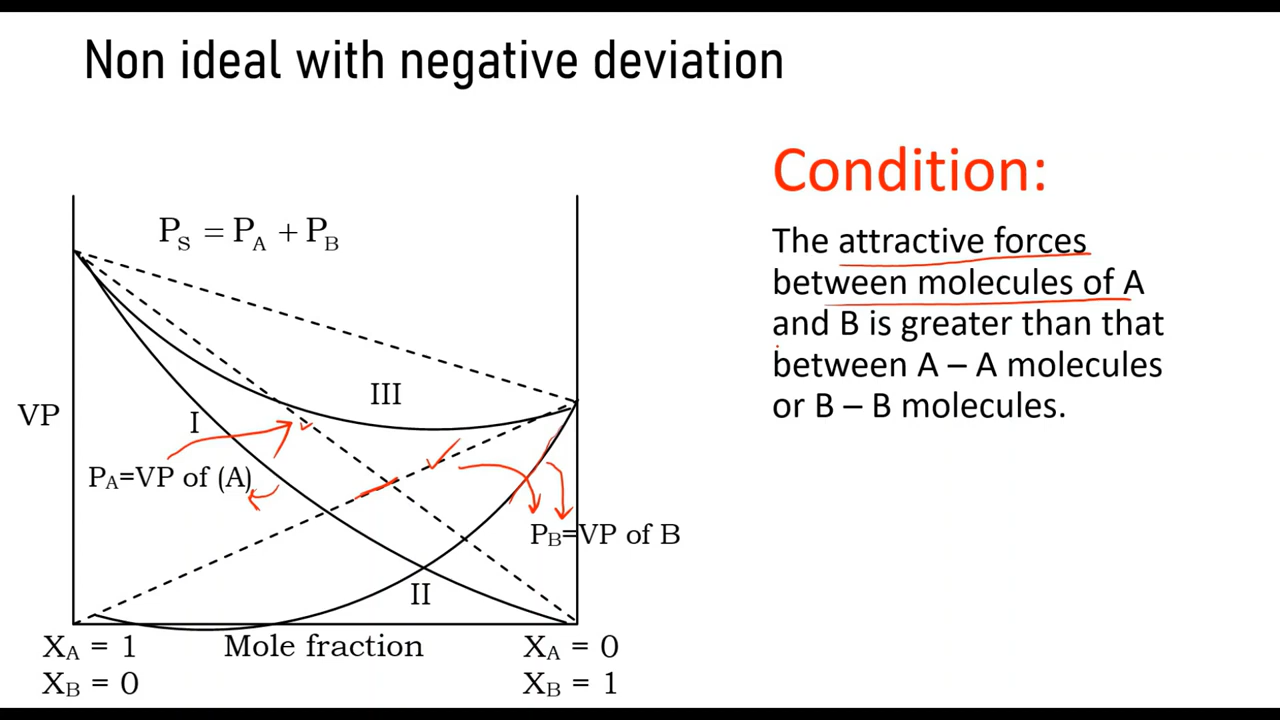 Non ideal with negative deviation
Condition:
The attractive forces
between molecules of A
and B is greater than that
between A – A molecules
or B – B molecules.
P_S = P_A + P_B
III
VP
I
P_A=VP of (A)
P_B=VP of B
II
X_A = 1
Mole fraction
X_A = 0
X_B = 0
X_B = 1